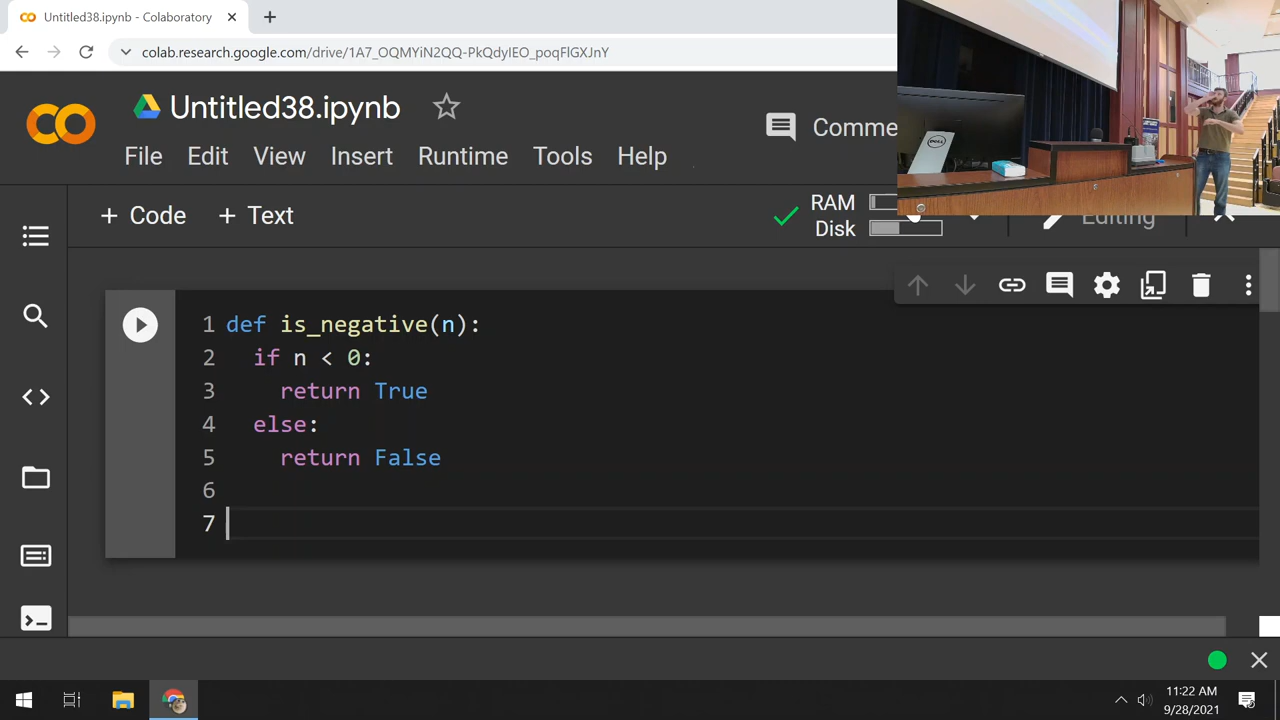 Untitled38.ipynb - Colaboratory
colab.research.google.com/drive/1A7_OQMYiN2QQ-PkQdyIEO_poqFlGXJnY
Untitled38.ipynb
Comme
File Edit View Insert Runtime Tools Help
+ Code + Text
RAM
Disk
Editing
1 def is_negative(n):
2 if n < 0:
3 return True
4 else:
5 return False
6
7
DELL
11:22 AM
9/28/2021